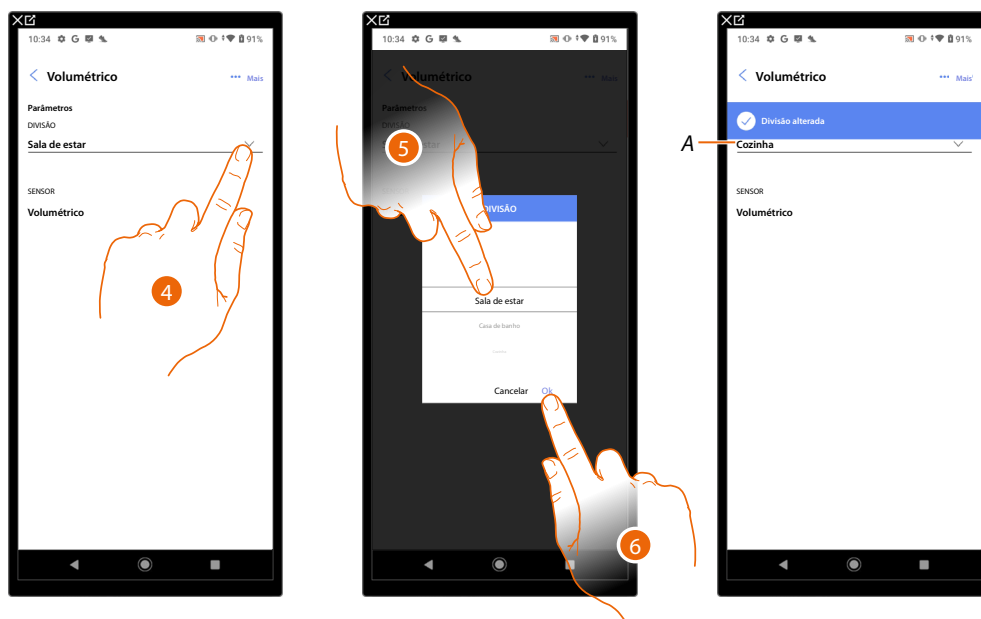 10:34 G 91%
Volumétrico
Mais
Parâmetros
DIVISÃO
Sala de estar
SENSOR
Volumétrico
4
10:34 G 91%
Volumétrico
Mais
Parâmetros
DIVISÃO
5
DIVISÃO
Sala de estar
Casa de banho
Cancelar Ok
6
10:34 G 91%
Volumétrico
Mais
Divisão alterada
A
Cozinha
SENSOR
Volumétrico